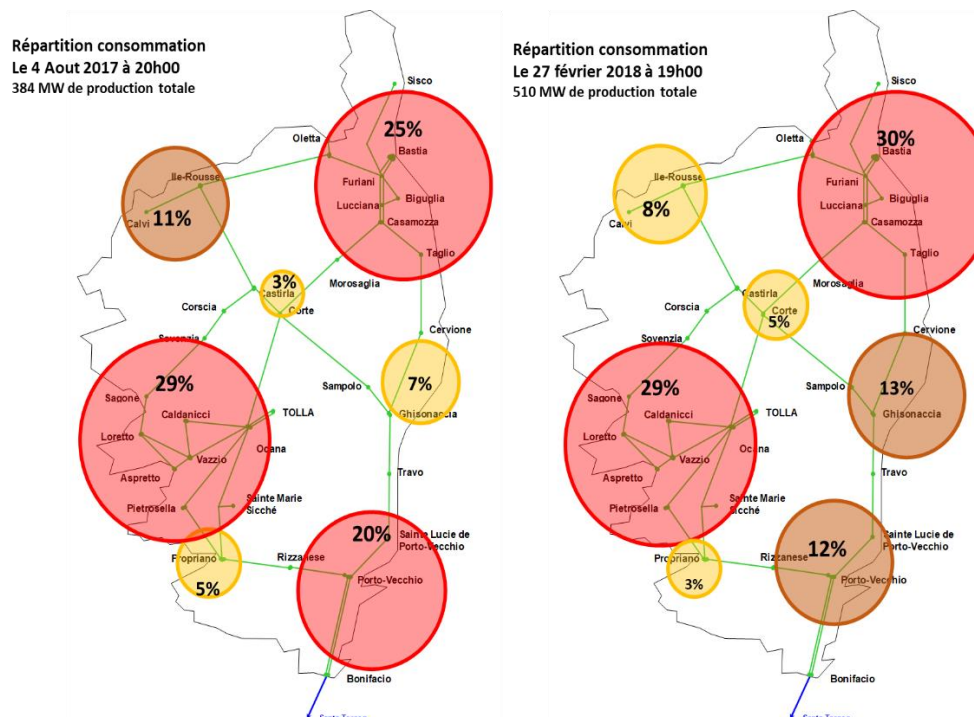 Répartition consommation
Le 4 Aout 2017 à 20h00
384 MW de production totale
Sisco
25%
Oletta
Bastia
Ile-Rousse
Furiani
Biguglia
Lucciana
11%
Calvi
Casamozza
Taglio
3%
Morosaglia
Castirla
Corscia
Corte
Cervione
Sovenzia
29%
7%
Sampolo
Sagone
Caldanicci
TOLLA
Ghisonaccia
Loretto
Ocana
Vazzio
Aspretto
Travo
Pietrosella
Sainte Marie
Sicché
20%
Sainte Lucie de
Porto-Vecchio
Propriano
Rizzanese
5%
Porto-Vecchio
Bonifacio
Répartition consommation
Le 27 février 2018 à 19h00
510 MW de production totale
Sisco
30%
Oletta
Bastia
Ile-Rousse
Furiani
Biguglia
8%
Lucciana
Calvi
Casamozza
Taglio
Morosaglia
Castirla
Corscia
Corte
5%
Cervione
Sovenzia
29%
13%
Sampolo
Sagone
Caldanicci
TOLLA
Ghisonaccia
Loretto
Ocana
Vazzio
Aspretto
Travo
Pietrosella
Sainte Marie
Sicché
12%
Sainte Lucie de
Porto-Vecchio
Propriano
Rizzanese
3%
Porto-Vecchio
Bonifacio